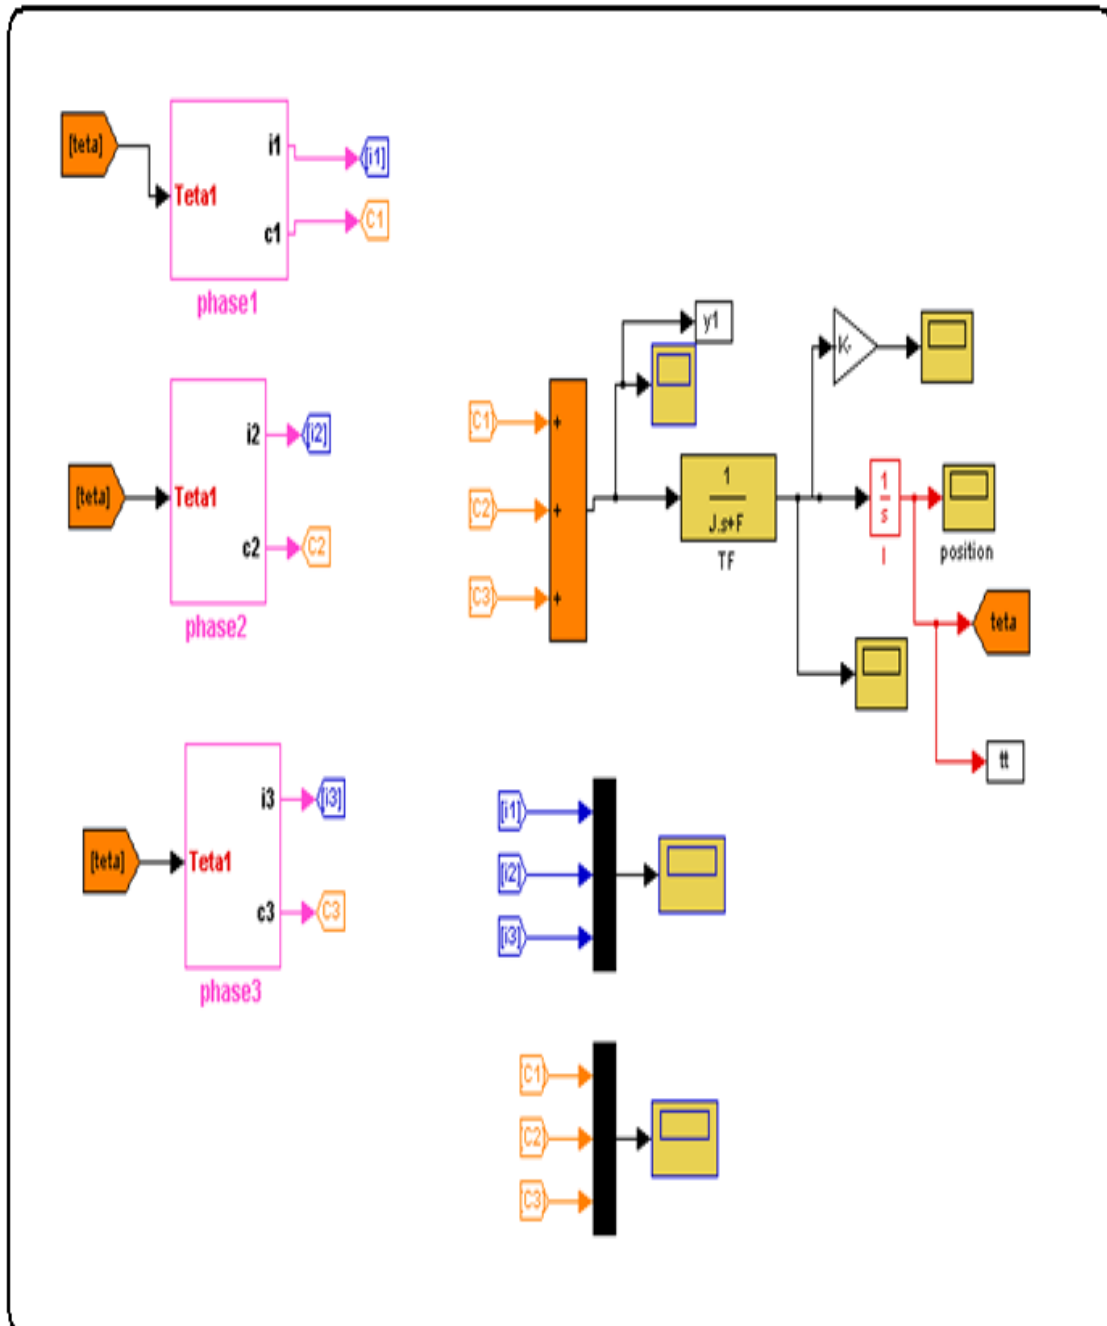 [teta]
Teta1
i1
c1
[i1]
C1
phase1
[teta]
Teta1
i2
c2
[i2]
C2
phase2
[teta]
Teta1
i3
c3
[i3]
C3
phase3
C1
C2
C3
+
+
+
y1
1
J.s+F
TF
K-
1
s
I
position
teta
tt
[i1]
[i2]
[i3]
C1
C2
C3